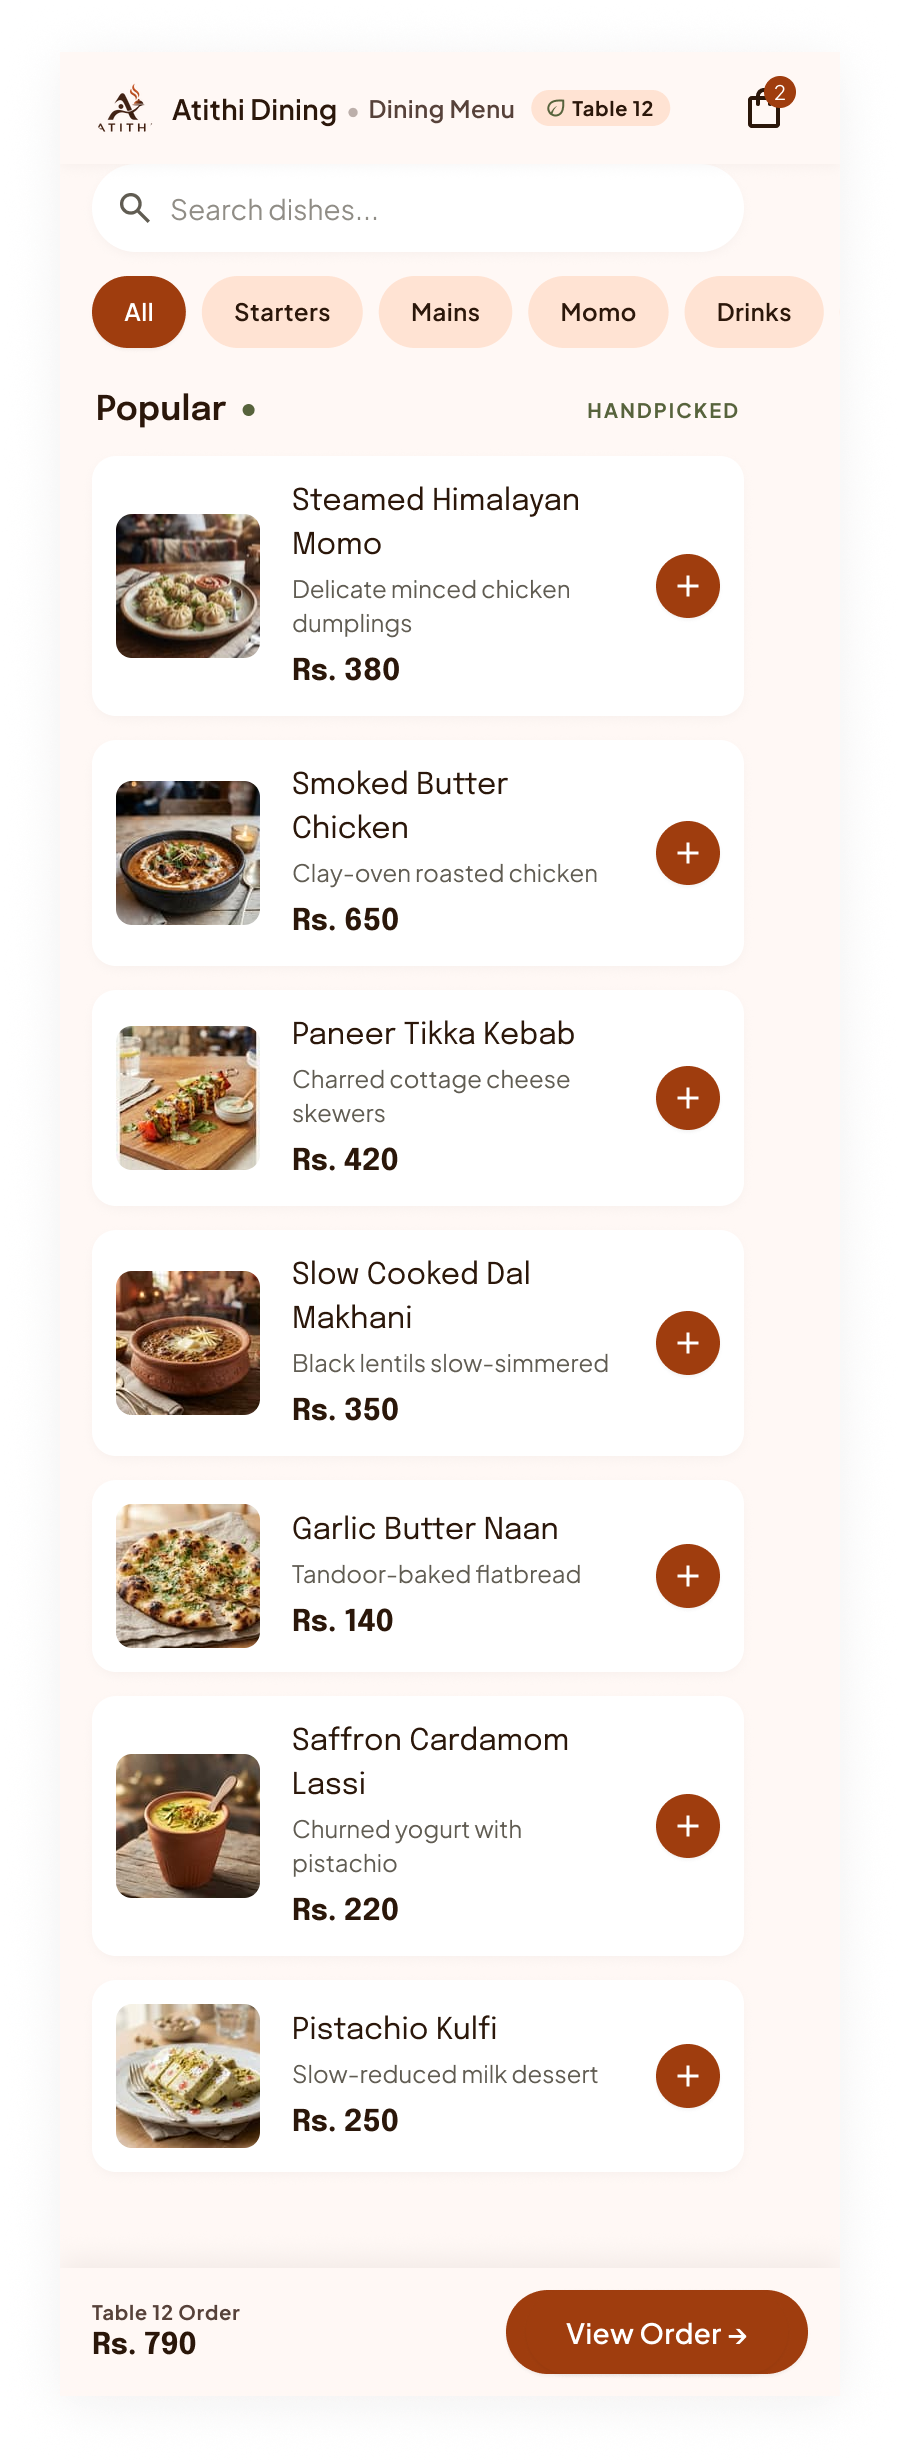 ATITH
Atithi Dining • Dining Menu Table 12 2
Search dishes...
All Starters Mains Momo Drinks
Popular HANDPICKED
Steamed Himalayan
Momo
Delicate minced chicken
dumplings
Rs. 380
Smoked Butter
Chicken
Clay-oven roasted chicken
Rs. 650
Paneer Tikka Kebab
Charred cottage cheese
skewers
Rs. 420
Slow Cooked Dal
Makhani
Black lentils slow-simmered
Rs. 350
Garlic Butter Naan
Tandoor-baked flatbread
Rs. 140
Saffron Cardamom
Lassi
Churned yogurt with
pistachio
Rs. 220
Pistachio Kulfi
Slow-reduced milk dessert
Rs. 250
Table 12 Order
Rs. 790
View Order →